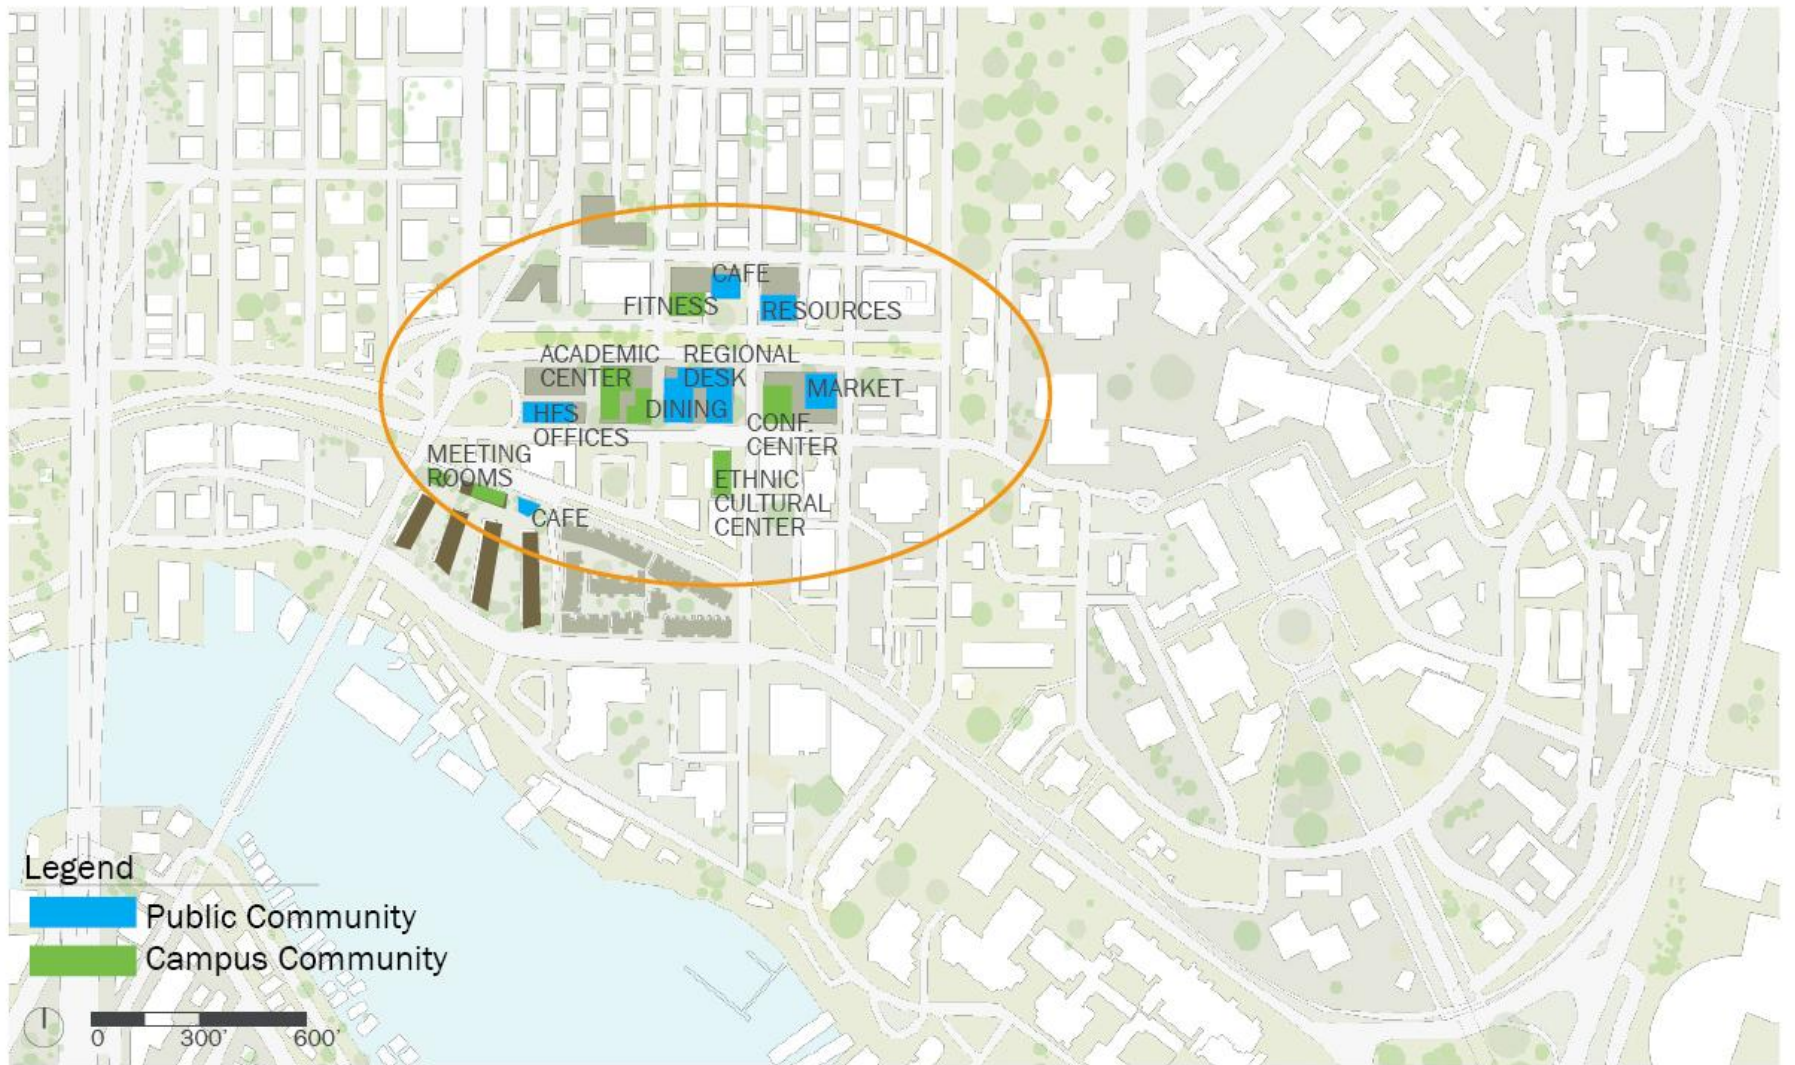 CAFE
FITNESS
RESOURCES
ACADEMIC
CENTER
REGIONAL
DESK
DINING
MARKET
HFS
OFFICES
CONF.
CENTER
MEETING
ROOMS
ETHNIC
CULTURAL
CENTER
CAFE
Legend
Public Community
Campus Community
0 300' 600'